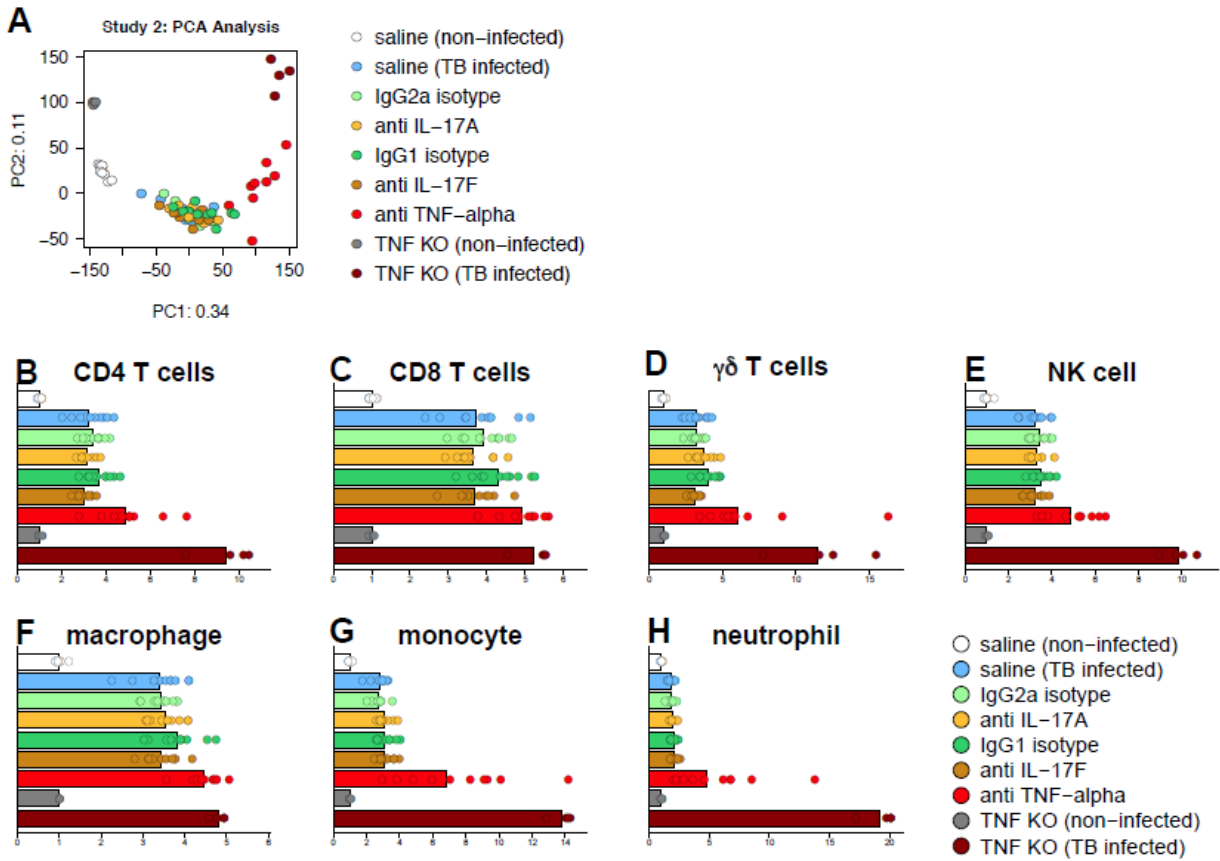 A
Study 2: PCA Analysis
PC2: 0.11
150
100
50
0
−50
−150 −50 50 150
PC1: 0.34
saline (non−infected)
saline (TB infected)
IgG2a isotype
anti IL−17A
IgG1 isotype
anti IL−17F
anti TNF−alpha
TNF KO (non−infected)
TNF KO (TB infected)
B CD4 T cells
0 2 4 6 8 10
C CD8 T cells
0 1 2 3 4 5 6
D γδ T cells
0 5 10 15
E NK cell
0 2 4 6 8 10
F macrophage
0 1 2 3 4 5 6
G monocyte
0 2 4 6 8 10 12 14
H neutrophil
0 5 10 15 20
saline (non−infected)
saline (TB infected)
IgG2a isotype
anti IL−17A
IgG1 isotype
anti IL−17F
anti TNF−alpha
TNF KO (non−infected)
TNF KO (TB infected)